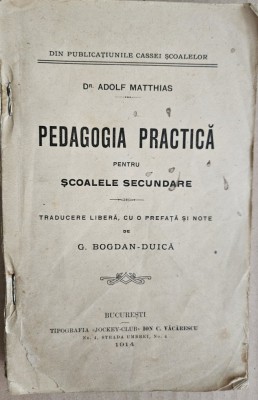 DIN PUBLICAȚIUNILE CASSEI ȘCOALELOR
DR. ADOLF MATTHIAS
PEDAGOGIA PRACTICĂ
PENTRU
ȘCOALELE SECUNDARE
TRADUCERE LIBERĂ, CU O PREFAȚĂ ȘI NOTE
DE
G. BOGDAN-DUICĂ
BUCUREȘTI
TIPOGRAFIA «JOCKEY-CLUB» ION C. VĂCĂRESCU
No. 4, STRADA UMBREI, No. 4
1914